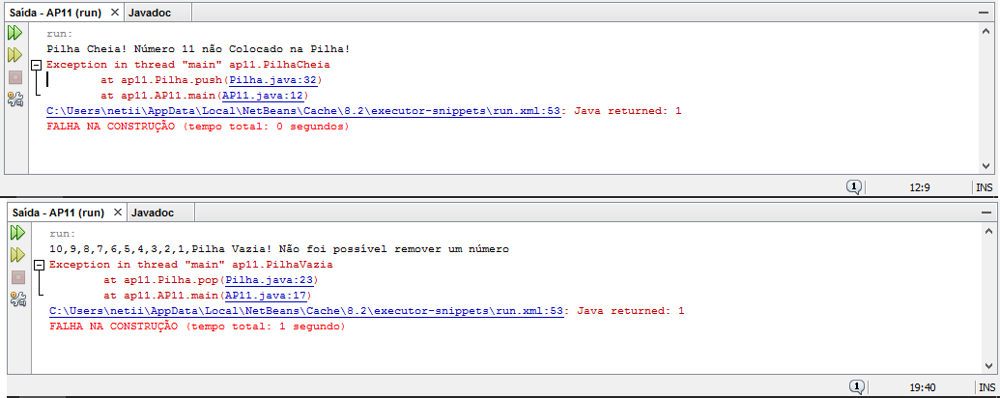 Saída - AP11 (run) × Javadoc
run:
Pilha Cheia! Número 11 não Colocado na Pilha!
Exception in thread "main" ap11.PilhaCheia
at ap11.Pilha.push(Pilha.java:32)
at ap11.AP11.main(AP11.java:12)
C:\Users\netii\AppData\Local\NetBeans\Cache\8.2\executor-snippets\run.xml:53: Java returned: 1
FALHA NA CONSTRUÇÃO (tempo total: 0 segundos)
1 12:9 INS
Saída - AP11 (run) × Javadoc
run:
10,9,8,7,6,5,4,3,2,1,Pilha Vazia! Não foi possível remover um número
Exception in thread "main" ap11.PilhaVazia
at ap11.Pilha.pop(Pilha.java:23)
at ap11.AP11.main(AP11.java:17)
C:\Users\netii\AppData\Local\NetBeans\Cache\8.2\executor-snippets\run.xml:53: Java returned: 1
FALHA NA CONSTRUÇÃO (tempo total: 1 segundo)
1 19:40 INS